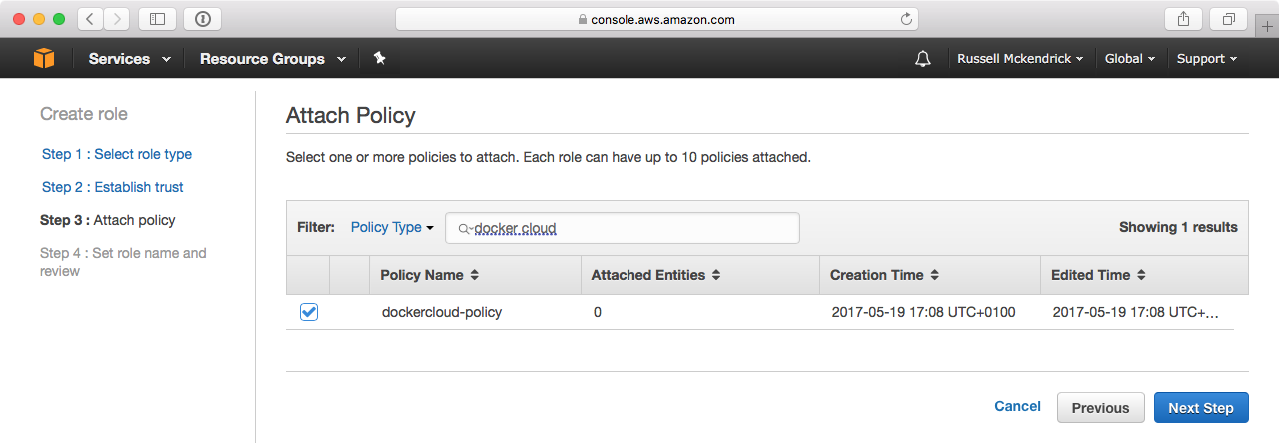 console.aws.amazon.com
Services Resource Groups Russell Mckendrick Global Support
Create role
Step 1 : Select role type
Step 2 : Establish trust
Step 3 : Attach policy
Step 4 : Set role name and
review
Attach Policy
Select one or more policies to attach. Each role can have up to 10 policies attached.
Filter: Policy Type docker cloud Showing 1 results
Policy Name Attached Entities Creation Time Edited Time
dockercloud-policy 0 2017-05-19 17:08 UTC+0100 2017-05-19 17:08 UTC+...
Cancel Previous Next Step